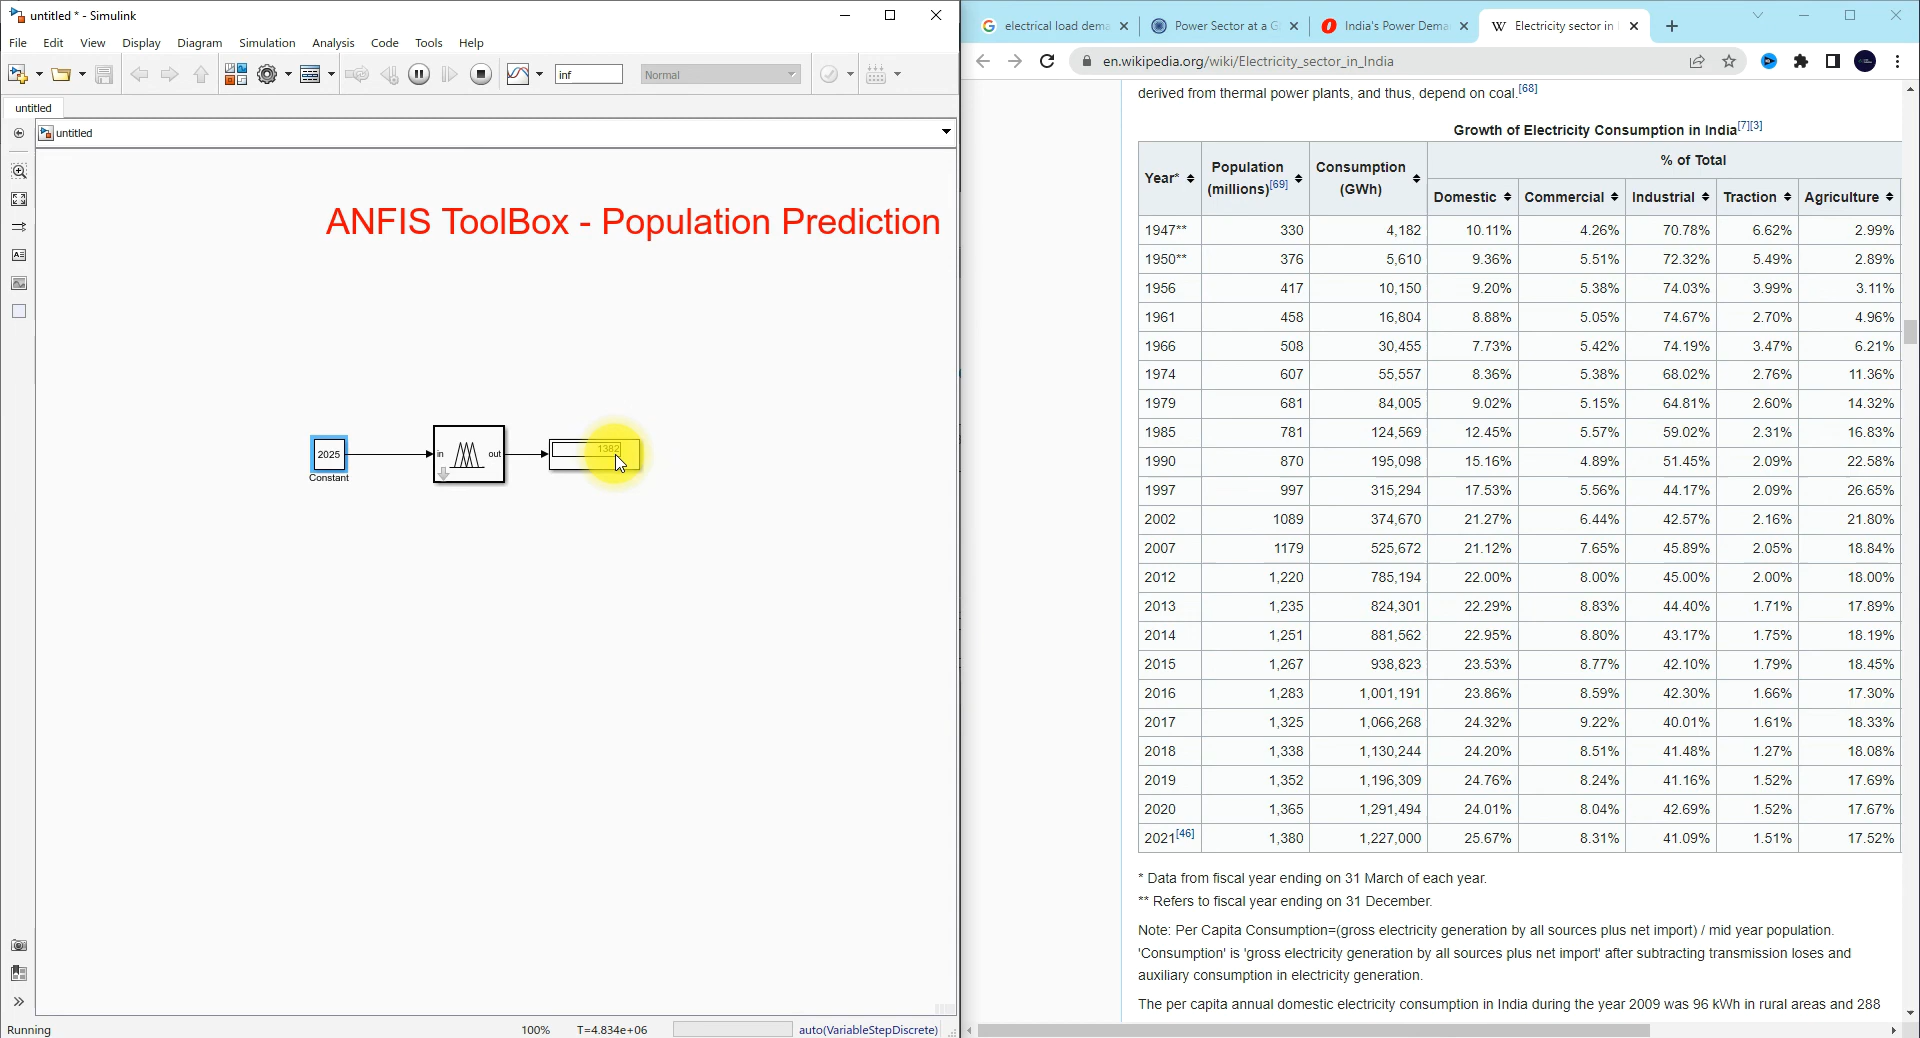 untitled * - Simulink
File Edit View Display Diagram Simulation Analysis Code Tools Help
inf Normal
untitled
untitled
ANFIS ToolBox - Population Prediction
2025 in out 1382
Constant
Running 100% T=4.834e+06 auto(VariableStepDiscrete)
electrical load dema Power Sector at a G India's Power Dema Electricity sector in
en.wikipedia.org/wiki/Electricity_sector_in_India
derived from thermal power plants, and thus, depend on coal.[68]
Growth of Electricity Consumption in India[7][3]
Year* Population (millions)[69] Consumption (GWh) % of Total
Domestic Commercial Industrial Traction Agriculture
1947** 330 4,182 10.11% 4.26% 70.78% 6.62% 2.99%
1950** 376 5,610 9.36% 5.51% 72.32% 5.49% 2.89%
1956 417 10,150 9.20% 5.38% 74.03% 3.99% 3.11%
1961 458 16,804 8.88% 5.05% 74.67% 2.70% 4.96%
1966 508 30,455 7.73% 5.42% 74.19% 3.47% 6.21%
1974 607 55,557 8.36% 5.38% 68.02% 2.76% 11.36%
1979 681 84,005 9.02% 5.15% 64.81% 2.60% 14.32%
1985 781 124,569 12.45% 5.57% 59.02% 2.31% 16.83%
1990 870 195,098 15.16% 4.89% 51.45% 2.09% 22.58%
1997 997 315,294 17.53% 5.56% 44.17% 2.09% 26.65%
2002 1089 374,670 21.27% 6.44% 42.57% 2.16% 21.80%
2007 1179 525,672 21.12% 7.65% 45.89% 2.05% 18.84%
2012 1,220 785,194 22.00% 8.00% 45.00% 2.00% 18.00%
2013 1,235 824,301 22.29% 8.83% 44.40% 1.71% 17.89%
2014 1,251 881,562 22.95% 8.80% 43.17% 1.75% 18.19%
2015 1,267 938,823 23.53% 8.77% 42.10% 1.79% 18.45%
2016 1,283 1,001,191 23.86% 8.59% 42.30% 1.66% 17.30%
2017 1,325 1,066,268 24.32% 9.22% 40.01% 1.61% 18.33%
2018 1,338 1,130,244 24.20% 8.51% 41.48% 1.27% 18.08%
2019 1,352 1,196,309 24.76% 8.24% 41.16% 1.52% 17.69%
2020 1,365 1,291,494 24.01% 8.04% 42.69% 1.52% 17.67%
2021[46] 1,380 1,227,000 25.67% 8.31% 41.09% 1.51% 17.52%
* Data from fiscal year ending on 31 March of each year.
** Refers to fiscal year ending on 31 December.
Note: Per Capita Consumption=(gross electricity generation by all sources plus net import) / mid year population.
'Consumption' is 'gross electricity generation by all sources plus net import' after subtracting transmission loses and
auxiliary consumption in electricity generation.
The per capita annual domestic electricity consumption in India during the year 2009 was 96 kWh in rural areas and 288